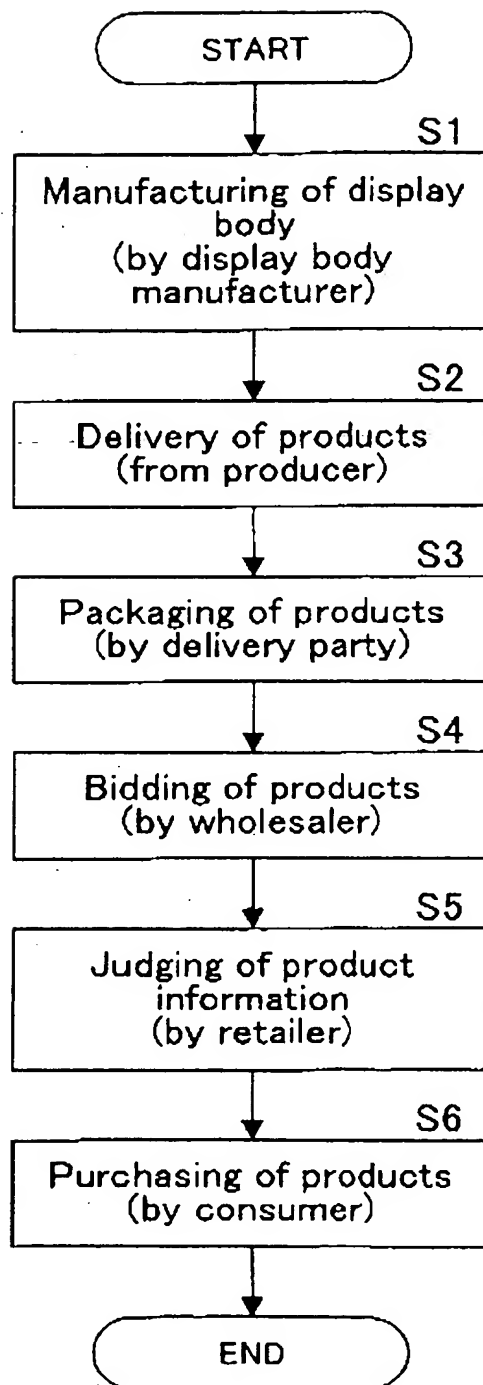 START
S1
Manufacturing of display
body
(by display body
manufacturer)
S2
Delivery of products
(from producer)
S3
Packaging of products
(by delivery party)
S4
Bidding of products
(by wholesaler)
S5
Judging of product
information
(by retailer)
S6
Purchasing of products
(by consumer)
END